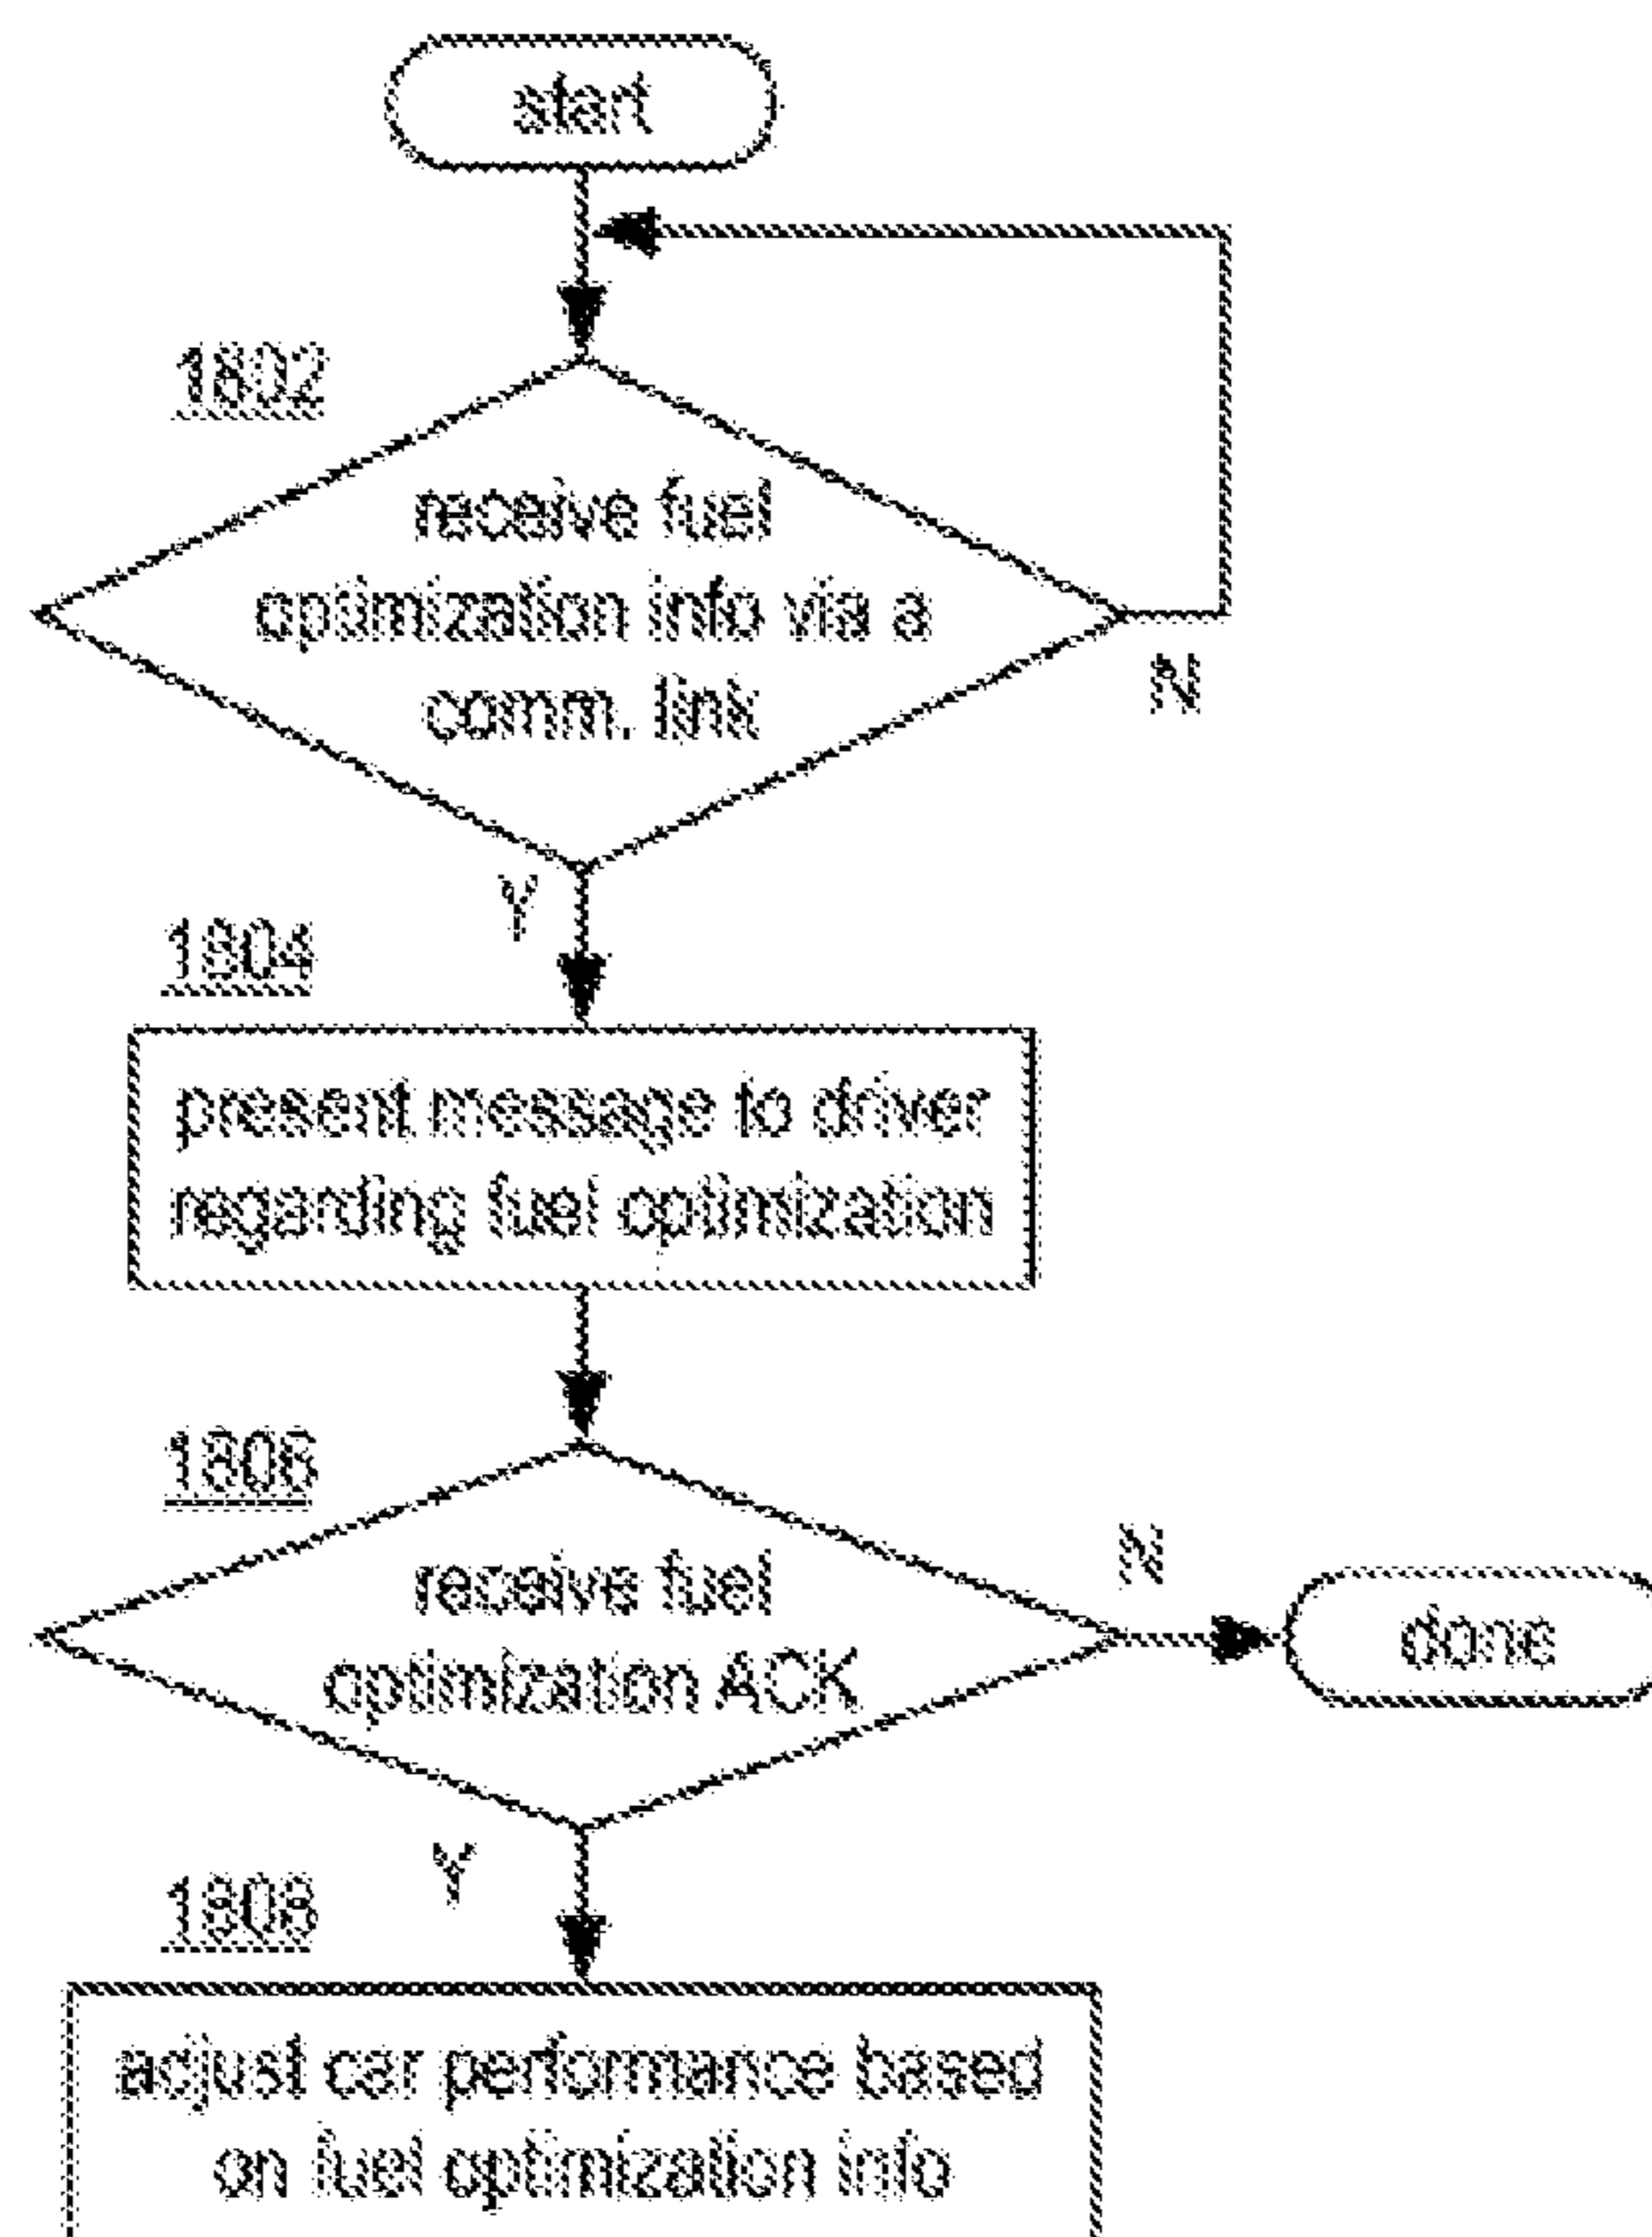 start
1802
receive fuel
optimization info via a
comm. link
N
Y
1804
present message to driver
regarding fuel optimization
1806
receive fuel
optimization ACK
N
done
Y
1808
adjust car performance based
on fuel optimization info